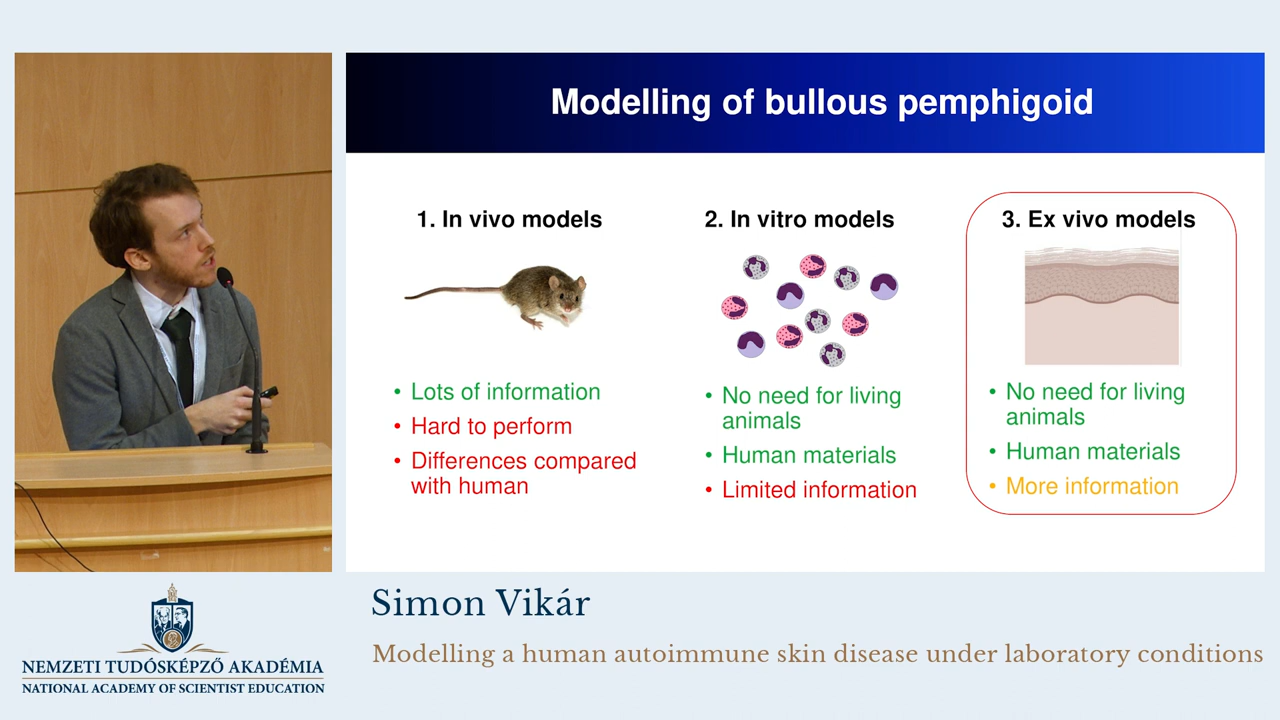 Modelling of bullous pemphigoid
1. In vivo models
• Lots of information
• Hard to perform
• Differences compared
with human
2. In vitro models
• No need for living
animals
• Human materials
• Limited information
3. Ex vivo models
• No need for living
animals
• Human materials
• More information
Simon Vikár
Modelling a human autoimmune skin disease under laboratory conditions
NEMZETI TUDÓSKÉPZŐ AKADÉMIA
NATIONAL ACADEMY OF SCIENTIST EDUCATION